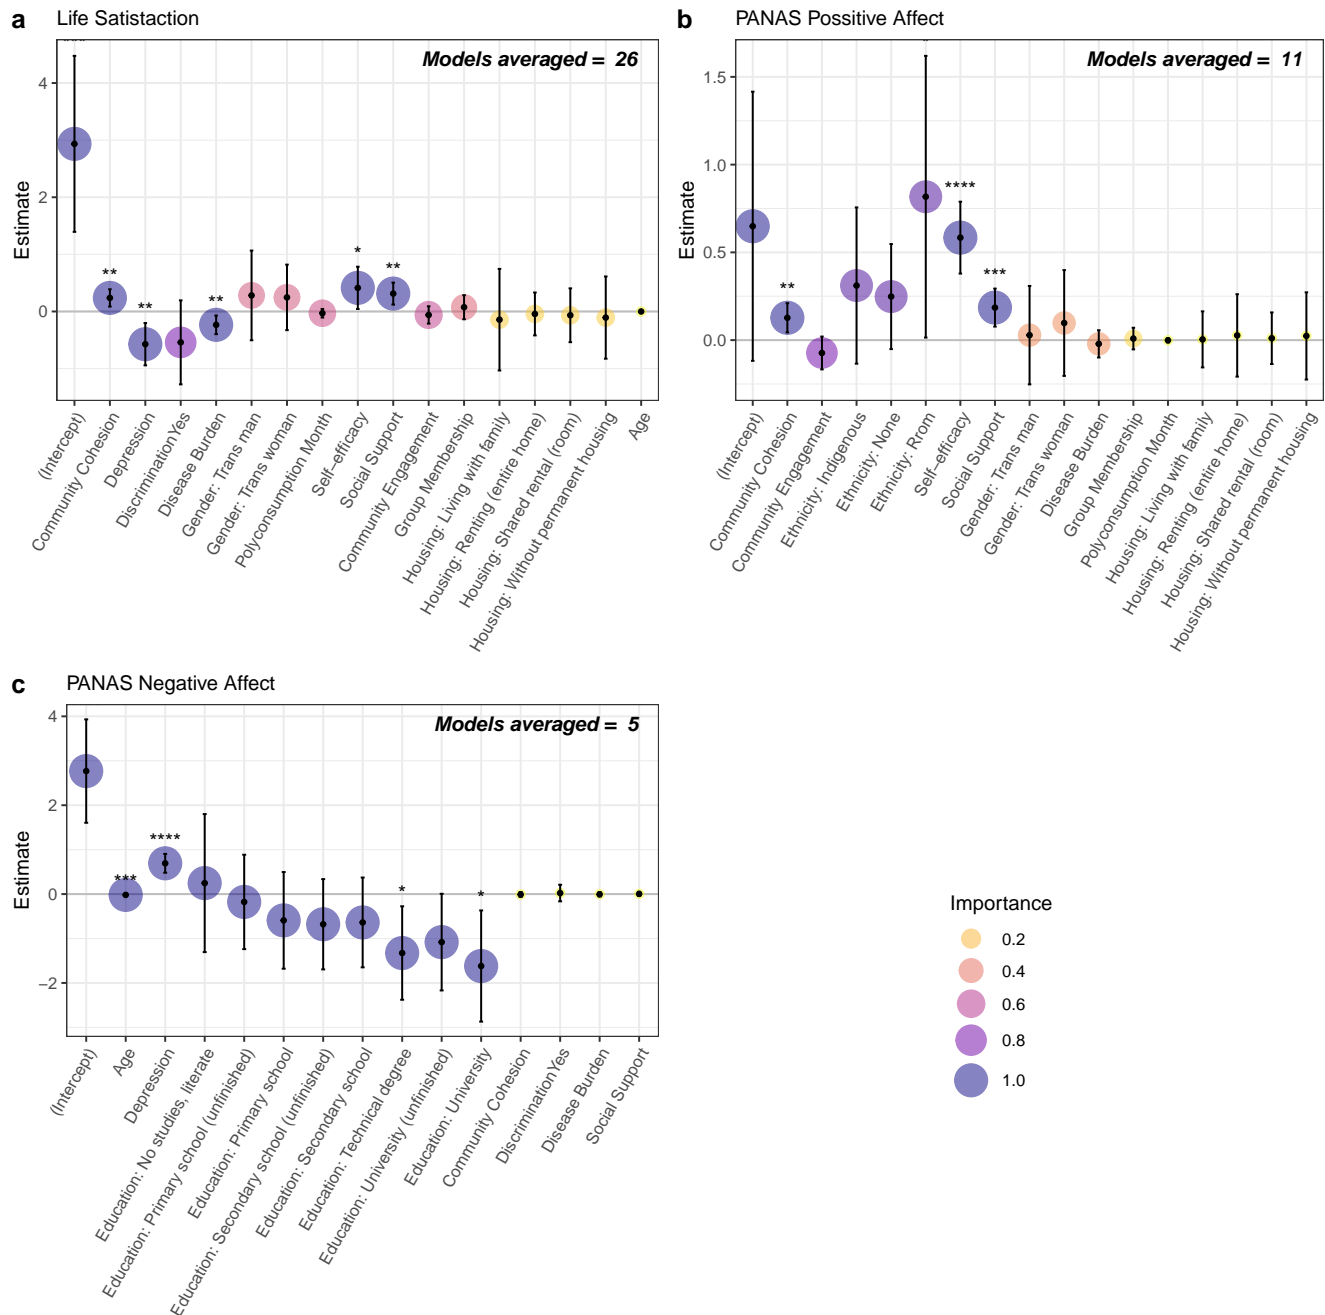 a Life Satistaction
Models averaged = 26
Estimate
4
2
0
**
**
**
*
**
(Intercept)
Community Cohesion
Depression
DiscriminationYes
Disease Burden
Gender: Trans man
Gender: Trans woman
Polyconsumption Month
Self-efficacy
Social Support
Community Engagement
Group Membership
Housing: Living with family
Housing: Renting (entire home)
Housing: Shared rental (room)
Housing: Without permanent housing
Age
b PANAS Possitive Affect
Models averaged = 11
Estimate
1.5
1.0
0.5
0.0
**
****
***
(Intercept)
Community Cohesion
Community Engagement
Ethnicity: Indigenous
Ethnicity: None
Ethnicity: Rrom
Self-efficacy
Social Support
Gender: Trans man
Gender: Trans woman
Disease Burden
Group Membership
Polyconsumption Month
Housing: Living with family
Housing: Renting (entire home)
Housing: Shared rental (room)
Housing: Without permanent housing
c PANAS Negative Affect
Models averaged = 5
Estimate
4
2
0
−2
***
****
*
*
(Intercept)
Age
Depression
Education: No studies, literate
Education: Primary school (unfinished)
Education: Primary school
Education: Secondary school (unfinished)
Education: Secondary school
Education: Technical degree
Education: University (unfinished)
Education: University
Community Cohesion
DiscriminationYes
Disease Burden
Social Support
Importance
0.2
0.4
0.6
0.8
1.0